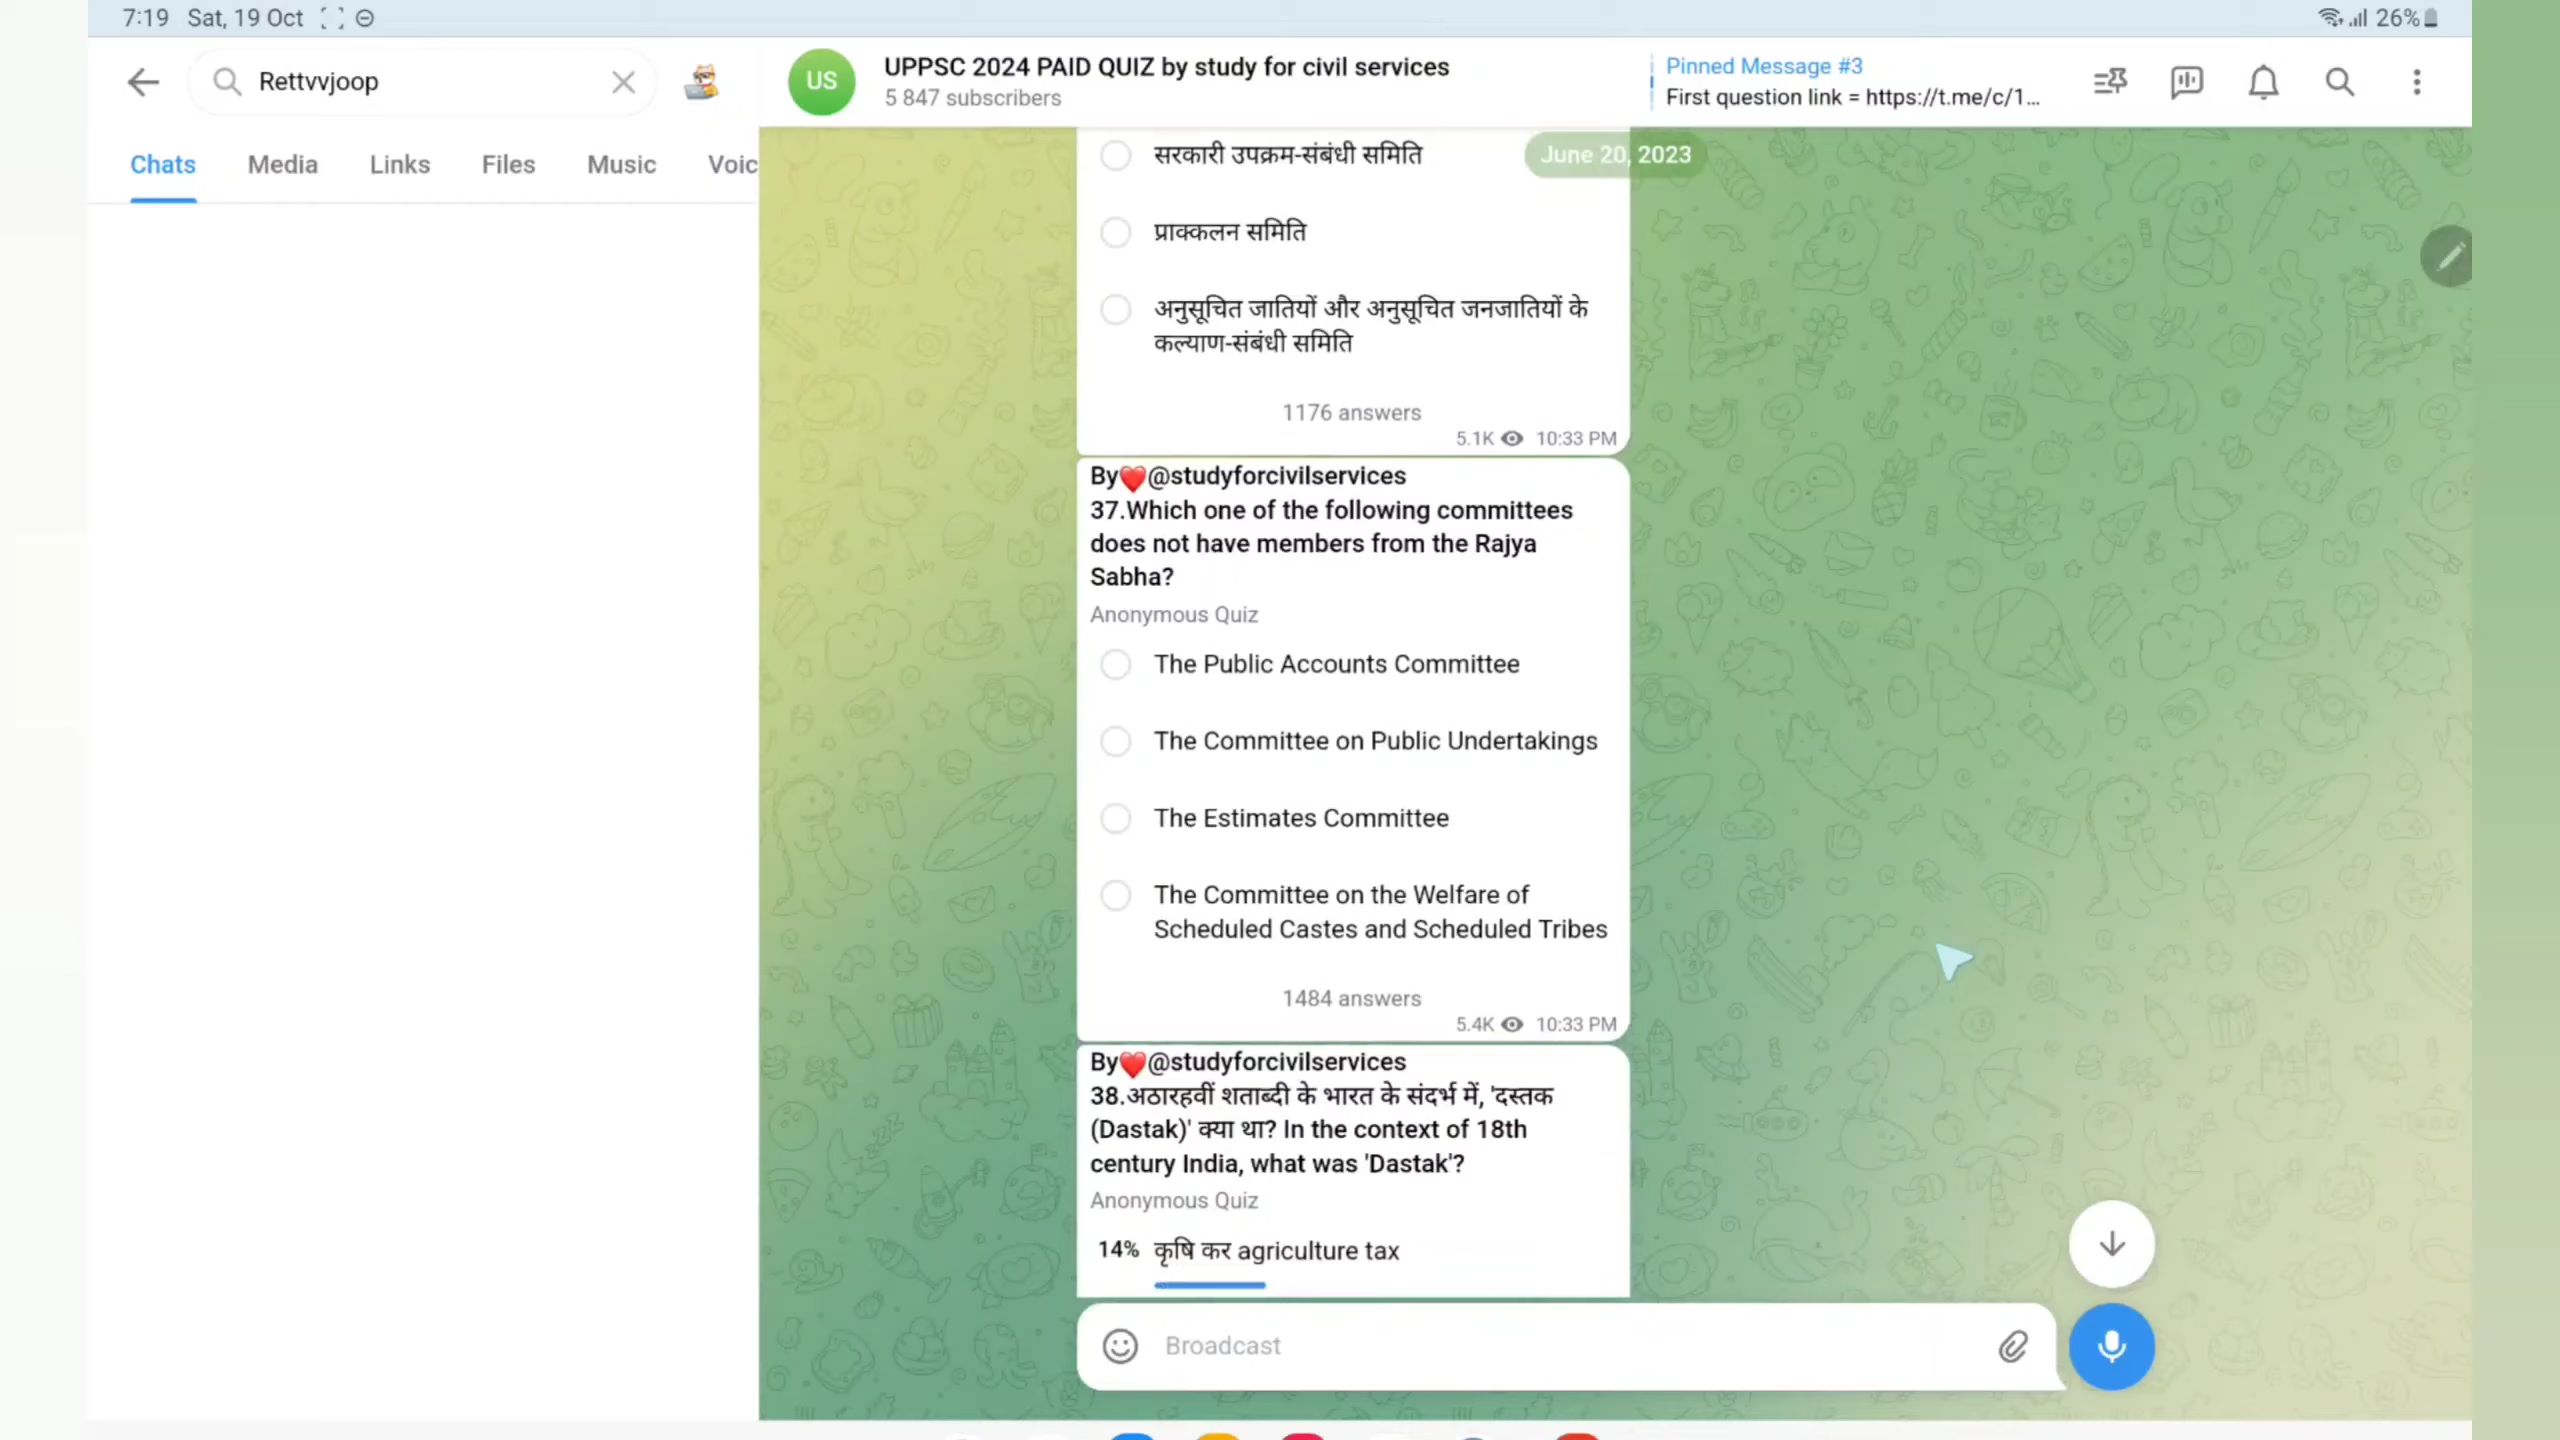 7:19 Sat, 19 Oct
26%
Rettvvjoop
Chats Media Links Files Music Voic
US
UPPSC 2024 PAID QUIZ by study for civil services
5 847 subscribers
Pinned Message #3
First question link = https://t.me/c/1...
June 20, 2023
सरकारी उपक्रम-संबंधी समिति
प्राक्कलन समिति
अनुसूचित जातियों और अनुसूचित जनजातियों के
कल्याण-संबंधी समिति
1176 answers
5.1K 10:33 PM
By❤️@studyforcivilservices
37.Which one of the following committees
does not have members from the Rajya
Sabha?
Anonymous Quiz
The Public Accounts Committee
The Committee on Public Undertakings
The Estimates Committee
The Committee on the Welfare of
Scheduled Castes and Scheduled Tribes
1484 answers
5.4K 10:33 PM
By❤️@studyforcivilservices
38.अठारहवीं शताब्दी के भारत के संदर्भ में, 'दस्तक
(Dastak)' क्या था? In the context of 18th
century India, what was 'Dastak'?
Anonymous Quiz
14% कृषि कर agriculture tax
Broadcast